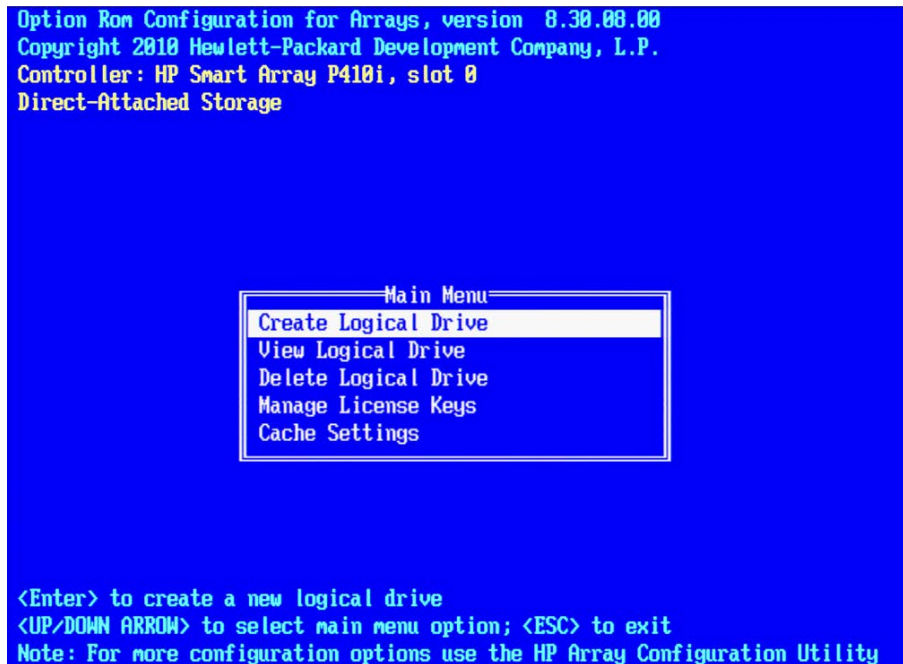 Option Rom Configuration for Arrays, version  8.30.08.00
Copyright 2010 Hewlett-Packard Development Company, L.P.
Controller: HP Smart Array P410i, slot 0
Direct-Attached Storage
Main Menu
Create Logical Drive
View Logical Drive
Delete Logical Drive
Manage License Keys
Cache Settings
<Enter> to create a new logical drive
<UP/DOWN ARROW> to select main menu option; <ESC> to exit
Note: For more configuration options use the HP Array Configuration Utility